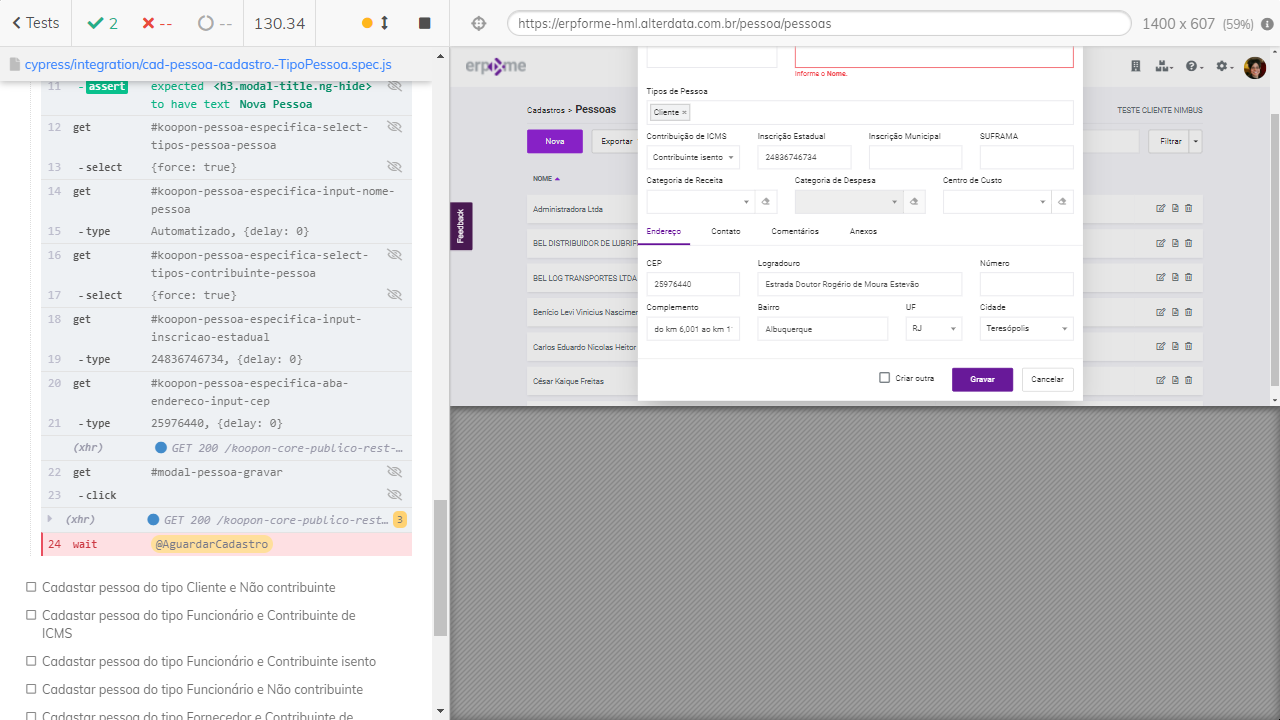 Tests
2
--
--
130.34
cypress/integration/cad-pessoa-cadastro.-TipoPessoa.spec.js
11 -assert expected <h3.modal-title.ng-hide>
to have text Nova Pessoa
12 get #koopon-pessoa-especifica-select-
tipos-pessoa-pessoa
13 -select {force: true}
14 get #koopon-pessoa-especifica-input-nome-
pessoa
15 -type Automatizado, {delay: 0}
16 get #koopon-pessoa-especifica-select-
tipos-contribuinte-pessoa
17 -select {force: true}
18 get #koopon-pessoa-especifica-input-
inscricao-estadual
19 -type 24836746734, {delay: 0}
20 get #koopon-pessoa-especifica-aba-
endereco-input-cep
21 -type 25976440, {delay: 0}
(xhr) GET 200 /koopon-core-publico-rest-…
22 get #modal-pessoa-gravar
23 -click
(xhr) GET 200 /koopon-core-publico-rest… 3
24 wait @AguardarCadastro
Cadastar pessoa do tipo Cliente e Não contribuinte
Cadastar pessoa do tipo Funcionário e Contribuinte de
ICMS
Cadastar pessoa do tipo Funcionário e Contribuinte isento
Cadastar pessoa do tipo Funcionário e Não contribuinte
Cadastar pessoa do tipo Fornecedor e Contribuinte de
https://erp4me-hml.alterdata.com.br/pessoa/pessoas
1400 x 607 (59%)
Cadastros > Pessoas
TESTE CLIENTE NIMBUS
Nova
Exportar
Filtrar
NOME
Administradora Ltda
BEL DISTRIBUIDOR DE LUBRIF
BEL LOG TRANSPORTES LTDA
Benício Levi Vinicius Nascimer
Carlos Eduardo Nicolas Heitor
César Kaique Freitas
Feedback
Informe o Nome.
Tipos de Pessoa
Cliente ×
Contribuição de ICMS Inscrição Estadual Inscrição Municipal SUFRAMA
Contribuinte isento 24836746734
Categoria de Receita Categoria de Despesa Centro de Custo
Endereço Contato Comentários Anexos
CEP Logradouro Número
25976440 Estrada Doutor Rogério de Moura Estevão
Complemento Bairro UF Cidade
do km 6,001 ao km 1 Albuquerque RJ Teresópolis
Criar outra Gravar Cancelar